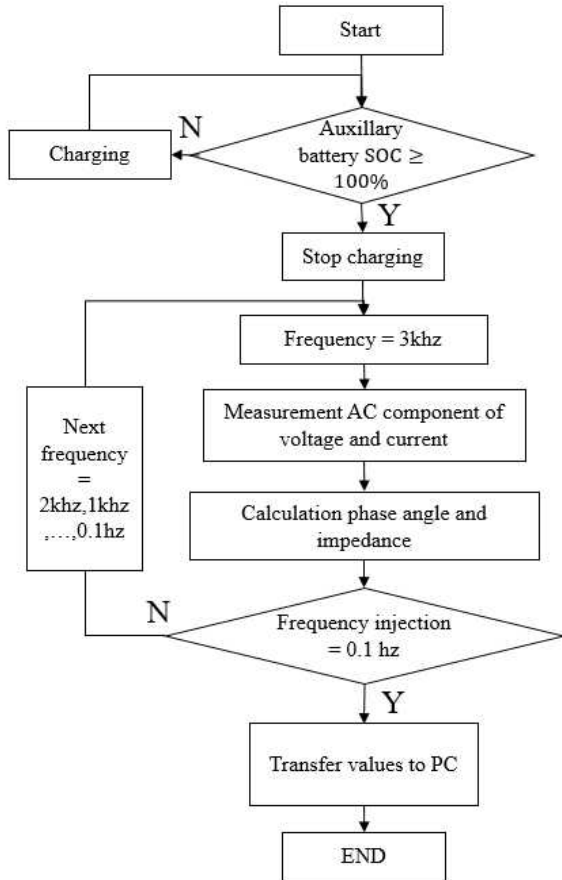 Start
N
Charging
Auxillary
battery SOC ≥
100%
Y
Stop charging
Frequency = 3khz
Next
frequency
=
2khz,1khz
,…,0.1hz
Measurement AC component of
voltage and current
Calculation phase angle and
impedance
N
Frequency injection
= 0.1 hz
Y
Transfer values to PC
END